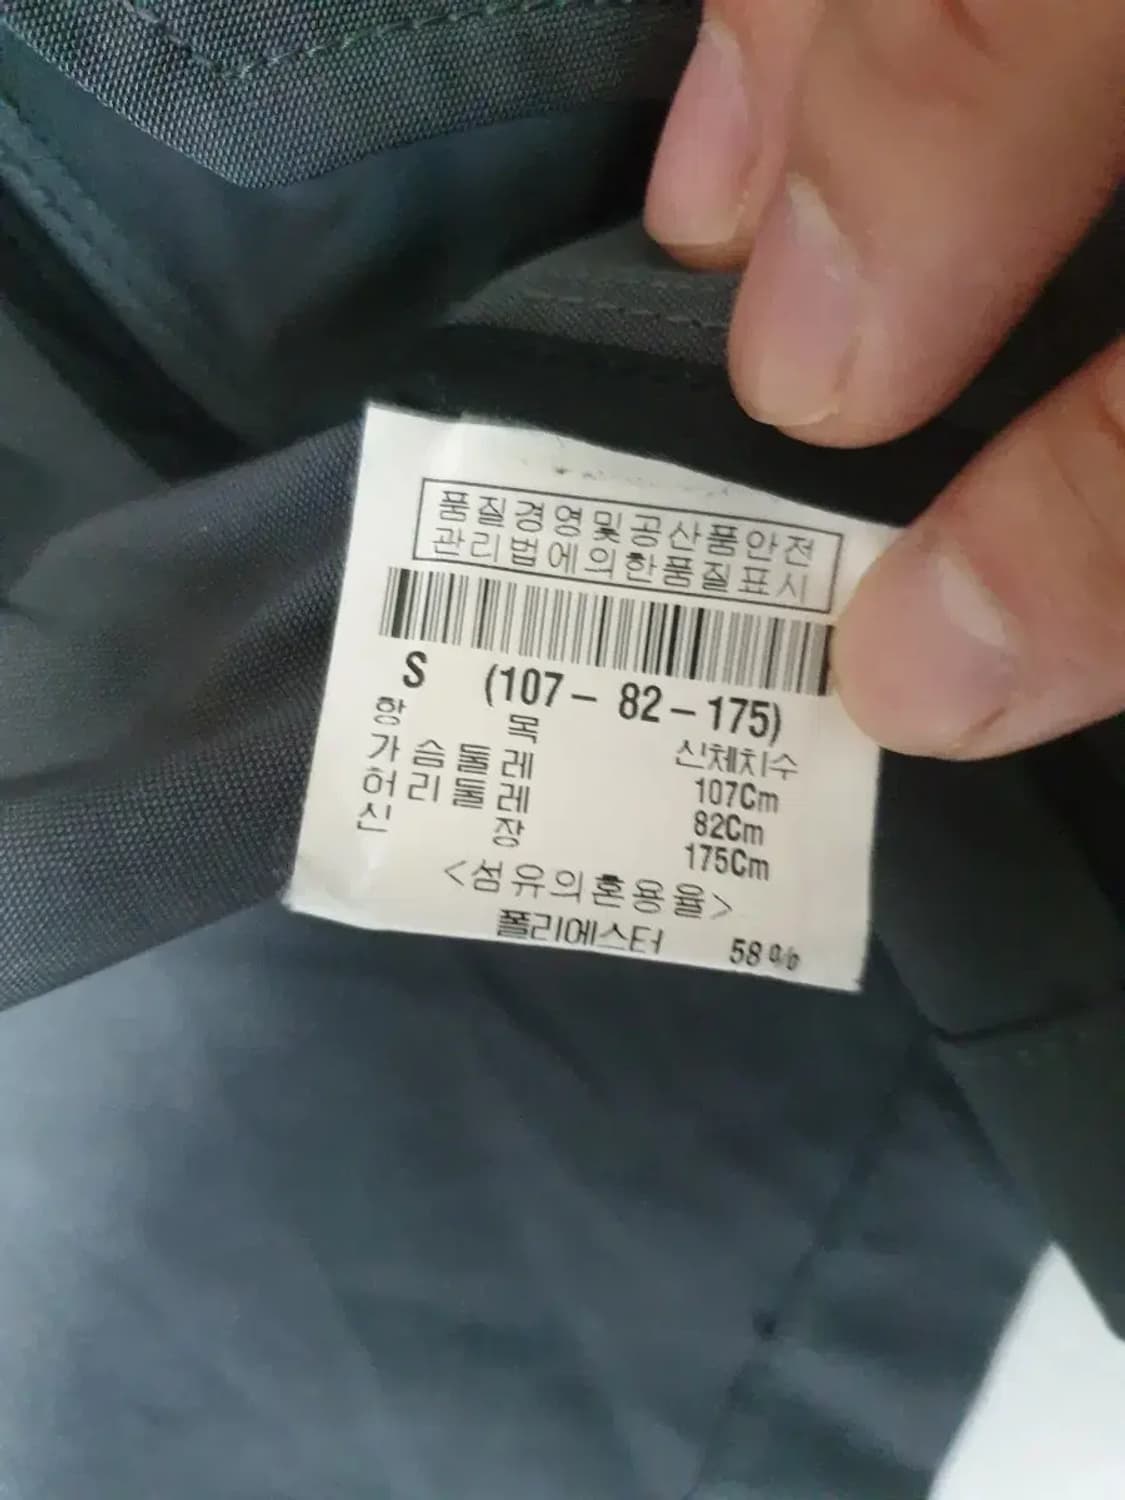 품질경영및공산품안전
관리법에의한품질표시
S (107 - 82 - 175)
항 목 신체치수
가슴둘레 107Cm
허리둘레 82Cm
신 장 175Cm
<섬유의혼용율>
폴리에스터 58%